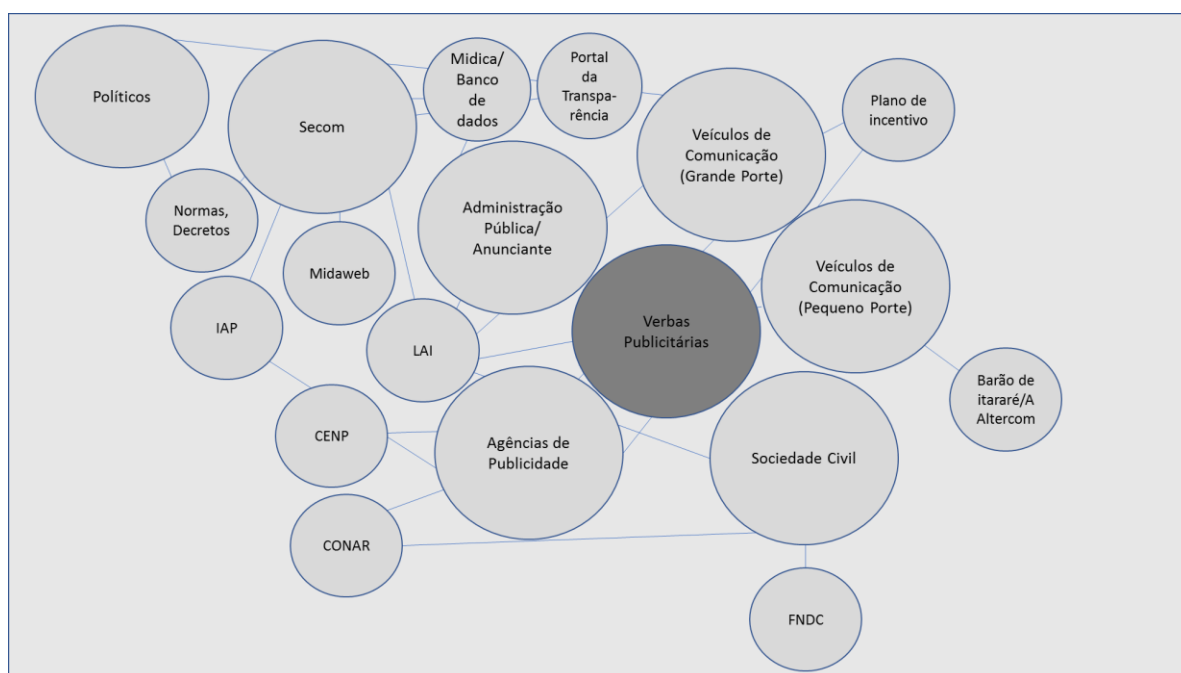 Políticos
Secom
Midica/
Banco
de
dados
Portal
da
Transpa-
rência
Veículos de
Comunicação
(Grande Porte)
Plano de
incentivo
Normas,
Decretos
Midaweb
Administração
Pública/
Anunciante
Veículos de
Comunicação
(Pequeno Porte)
IAP
LAI
Verbas
Publicitárias
Barão de
itararé/A
Altercom
CENP
Agências de
Publicidade
Sociedade Civil
CONAR
FNDC